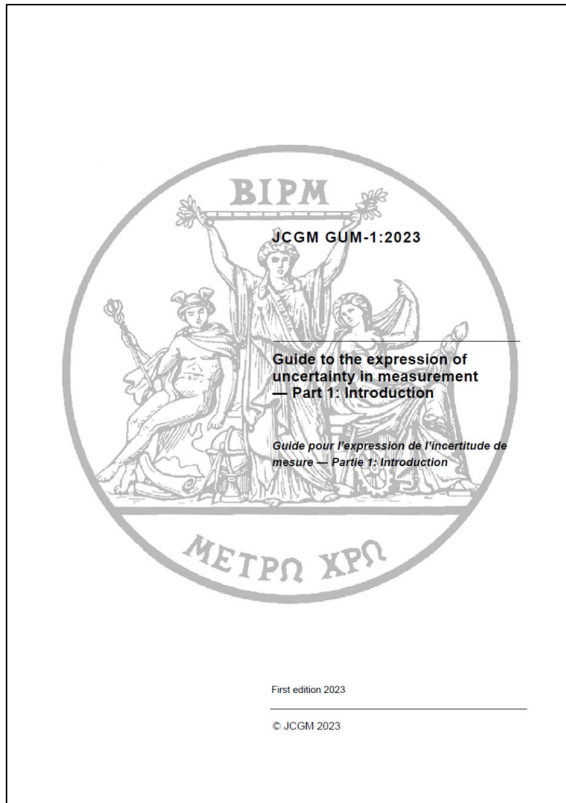 BIPM
JCGM GUM-1:2023
Guide to the expression of
uncertainty in measurement
— Part 1: Introduction
Guide pour l'expression de l'incertitude de
mesure — Partie 1: Introduction
ΜΕΤΡΩ ΧΡΩ
First edition 2023
© JCGM 2023